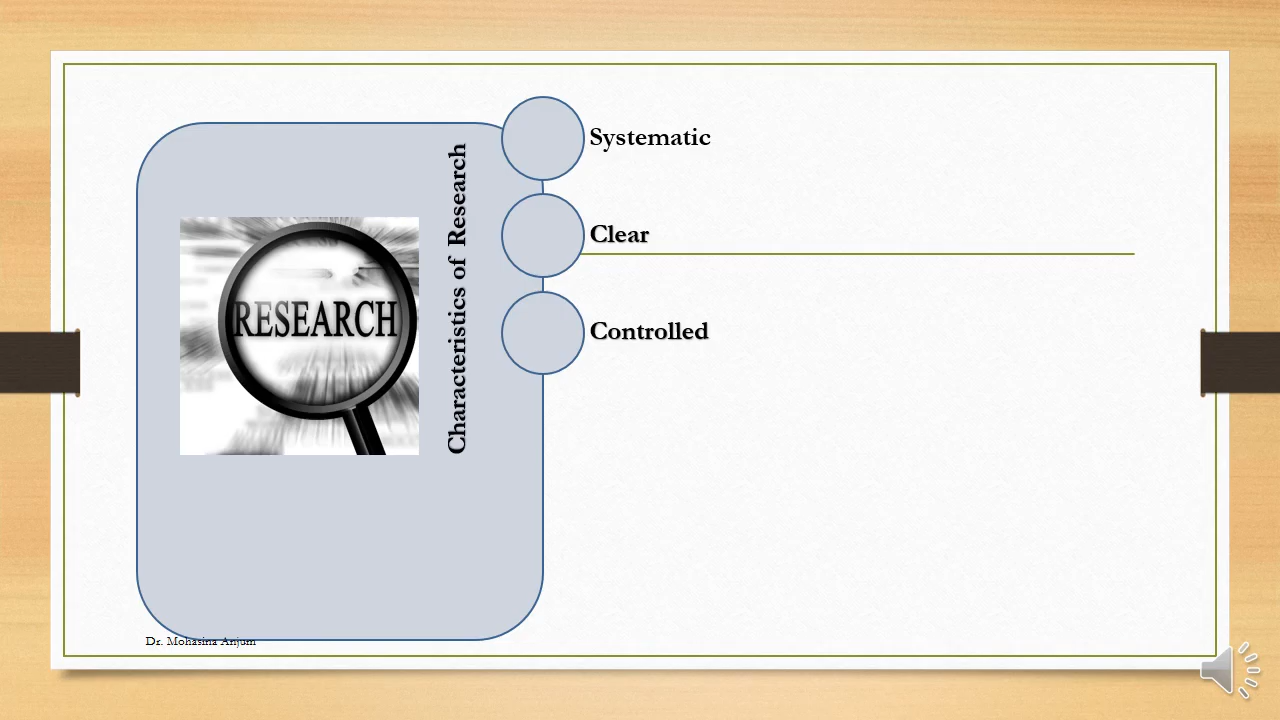 Characteristics of Research
RESEARCH
Systematic
Clear
Controlled
Dr. Mohasina Anjum